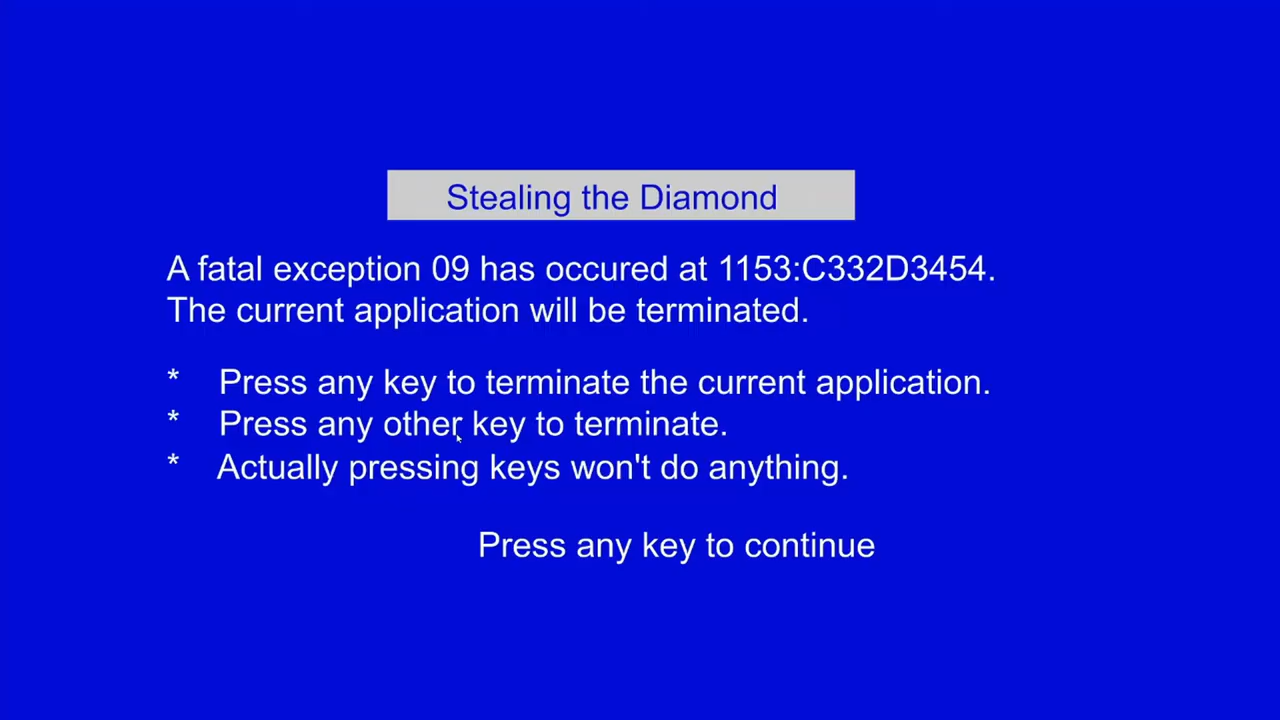 Stealing the Diamond
A fatal exception 09 has occured at 1153:C332D3454.
The current application will be terminated.
* Press any key to terminate the current application.
* Press any other key to terminate.
* Actually pressing keys won't do anything.
Press any key to continue